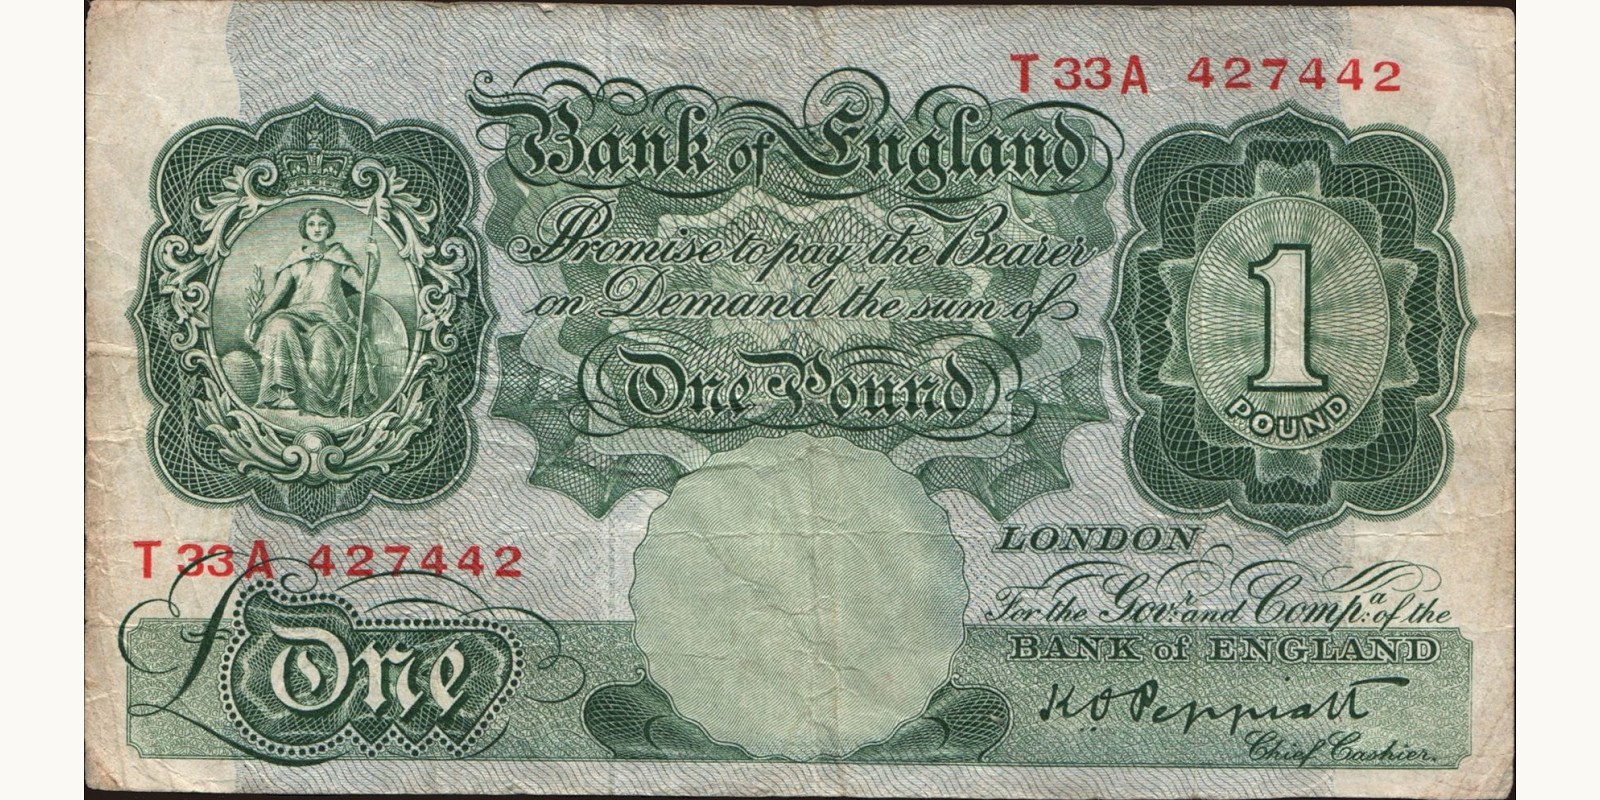 T33A 427442
Bank of England
Promise to pay the Bearer
on Demand the sum of
One Pound
1
POUND
T33A 427442
£One
LONDON
For the Govr. and Compa. of the
BANK of ENGLAND
K O Peppiatt
Chief Cashier.